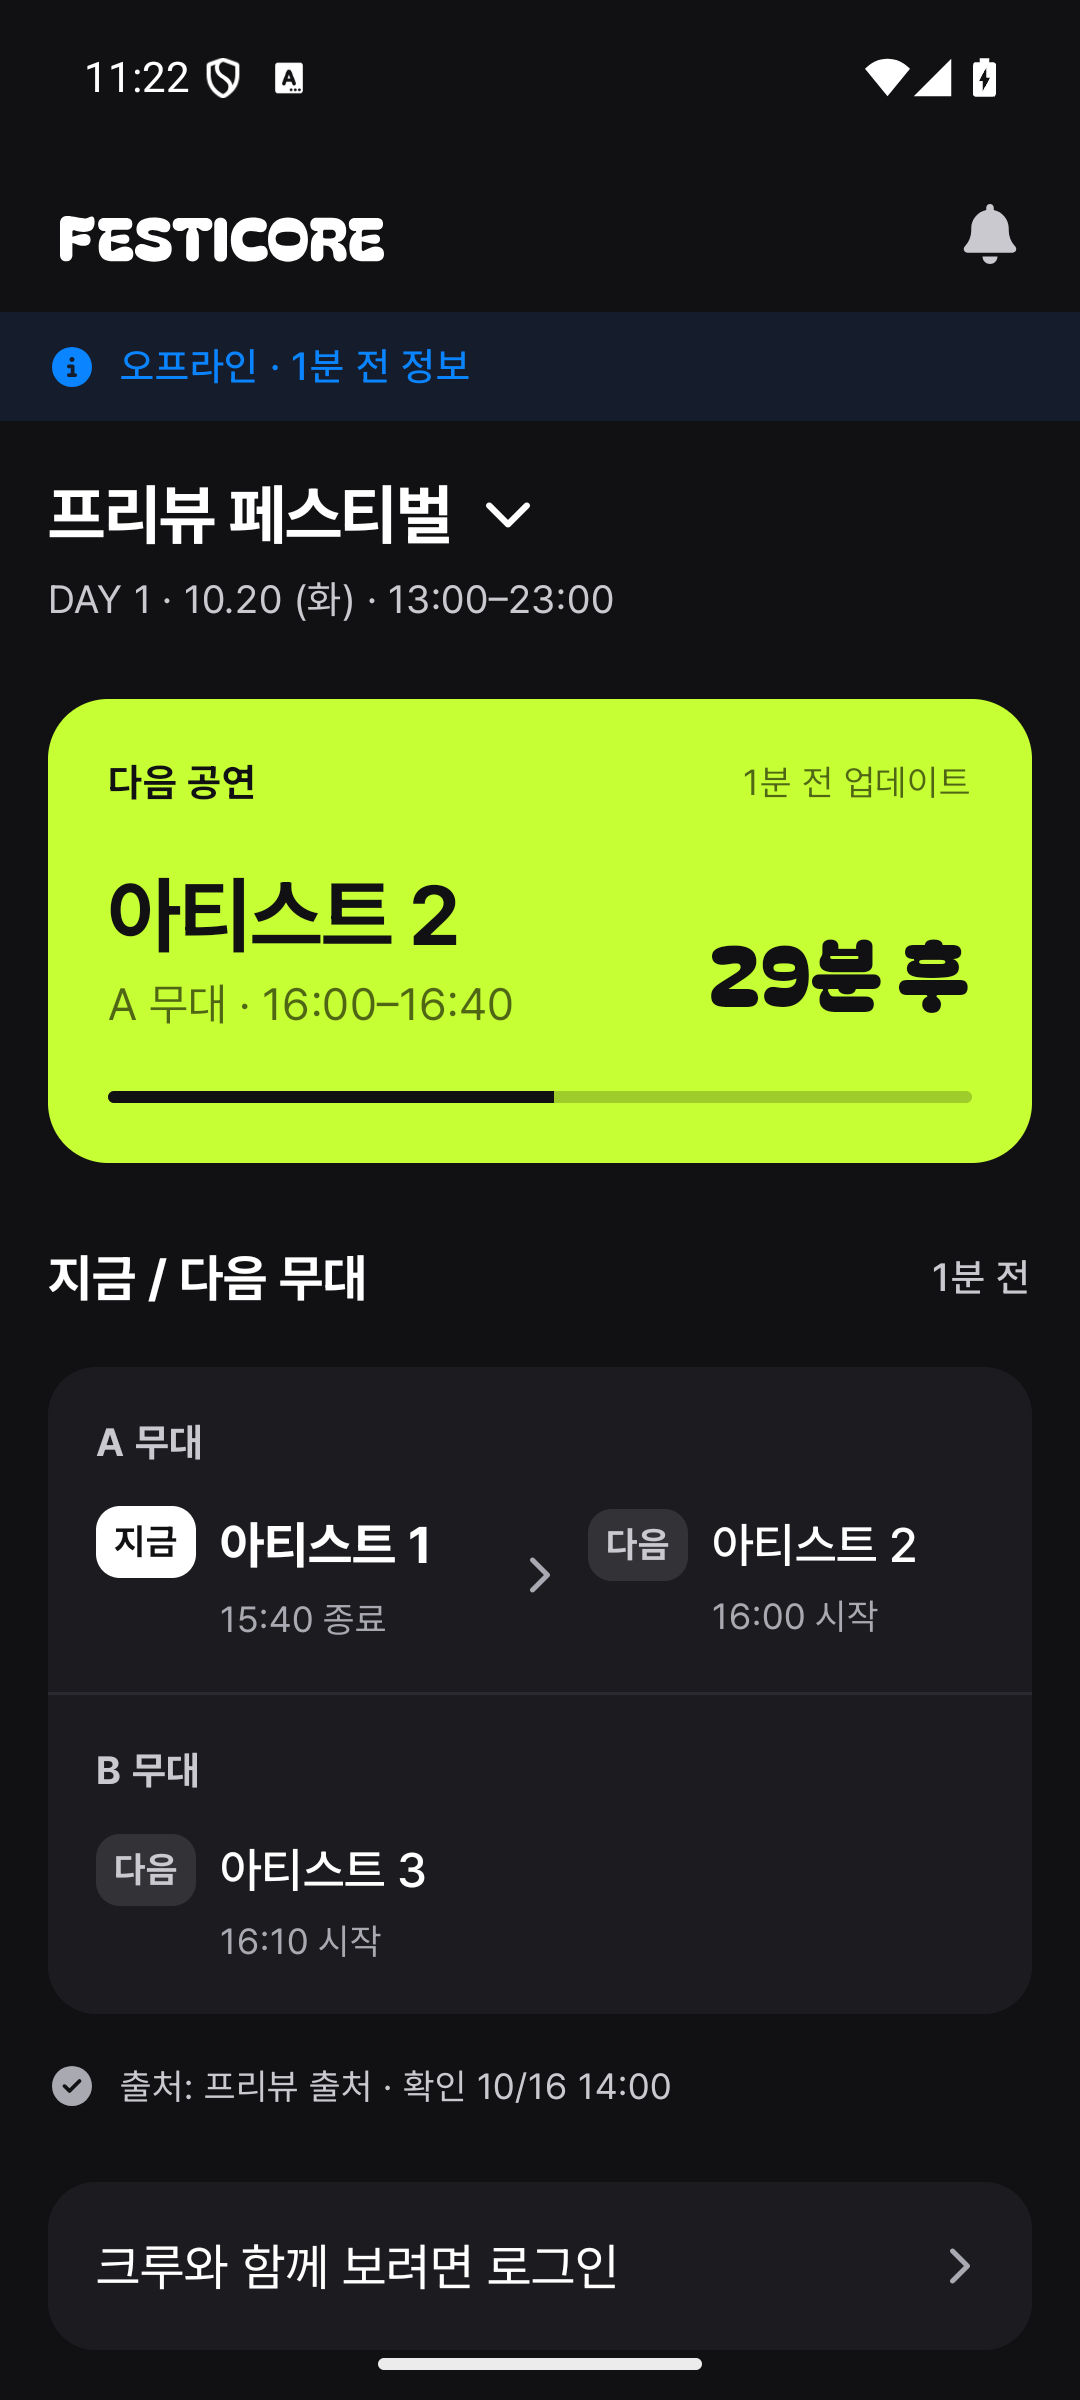 11:22
FESTICORE
오프라인 · 1분 전 정보
프리뷰 페스티벌
DAY 1 · 10.20 (화) · 13:00–23:00
다음 공연
1분 전 업데이트
아티스트 2
A 무대 · 16:00–16:40
29분 후
지금 / 다음 무대
1분 전
A 무대
지금 아티스트 1
15:40 종료
다음 아티스트 2
16:00 시작
B 무대
다음 아티스트 3
16:10 시작
출처: 프리뷰 출처 · 확인 10/16 14:00
크루와 함께 보려면 로그인